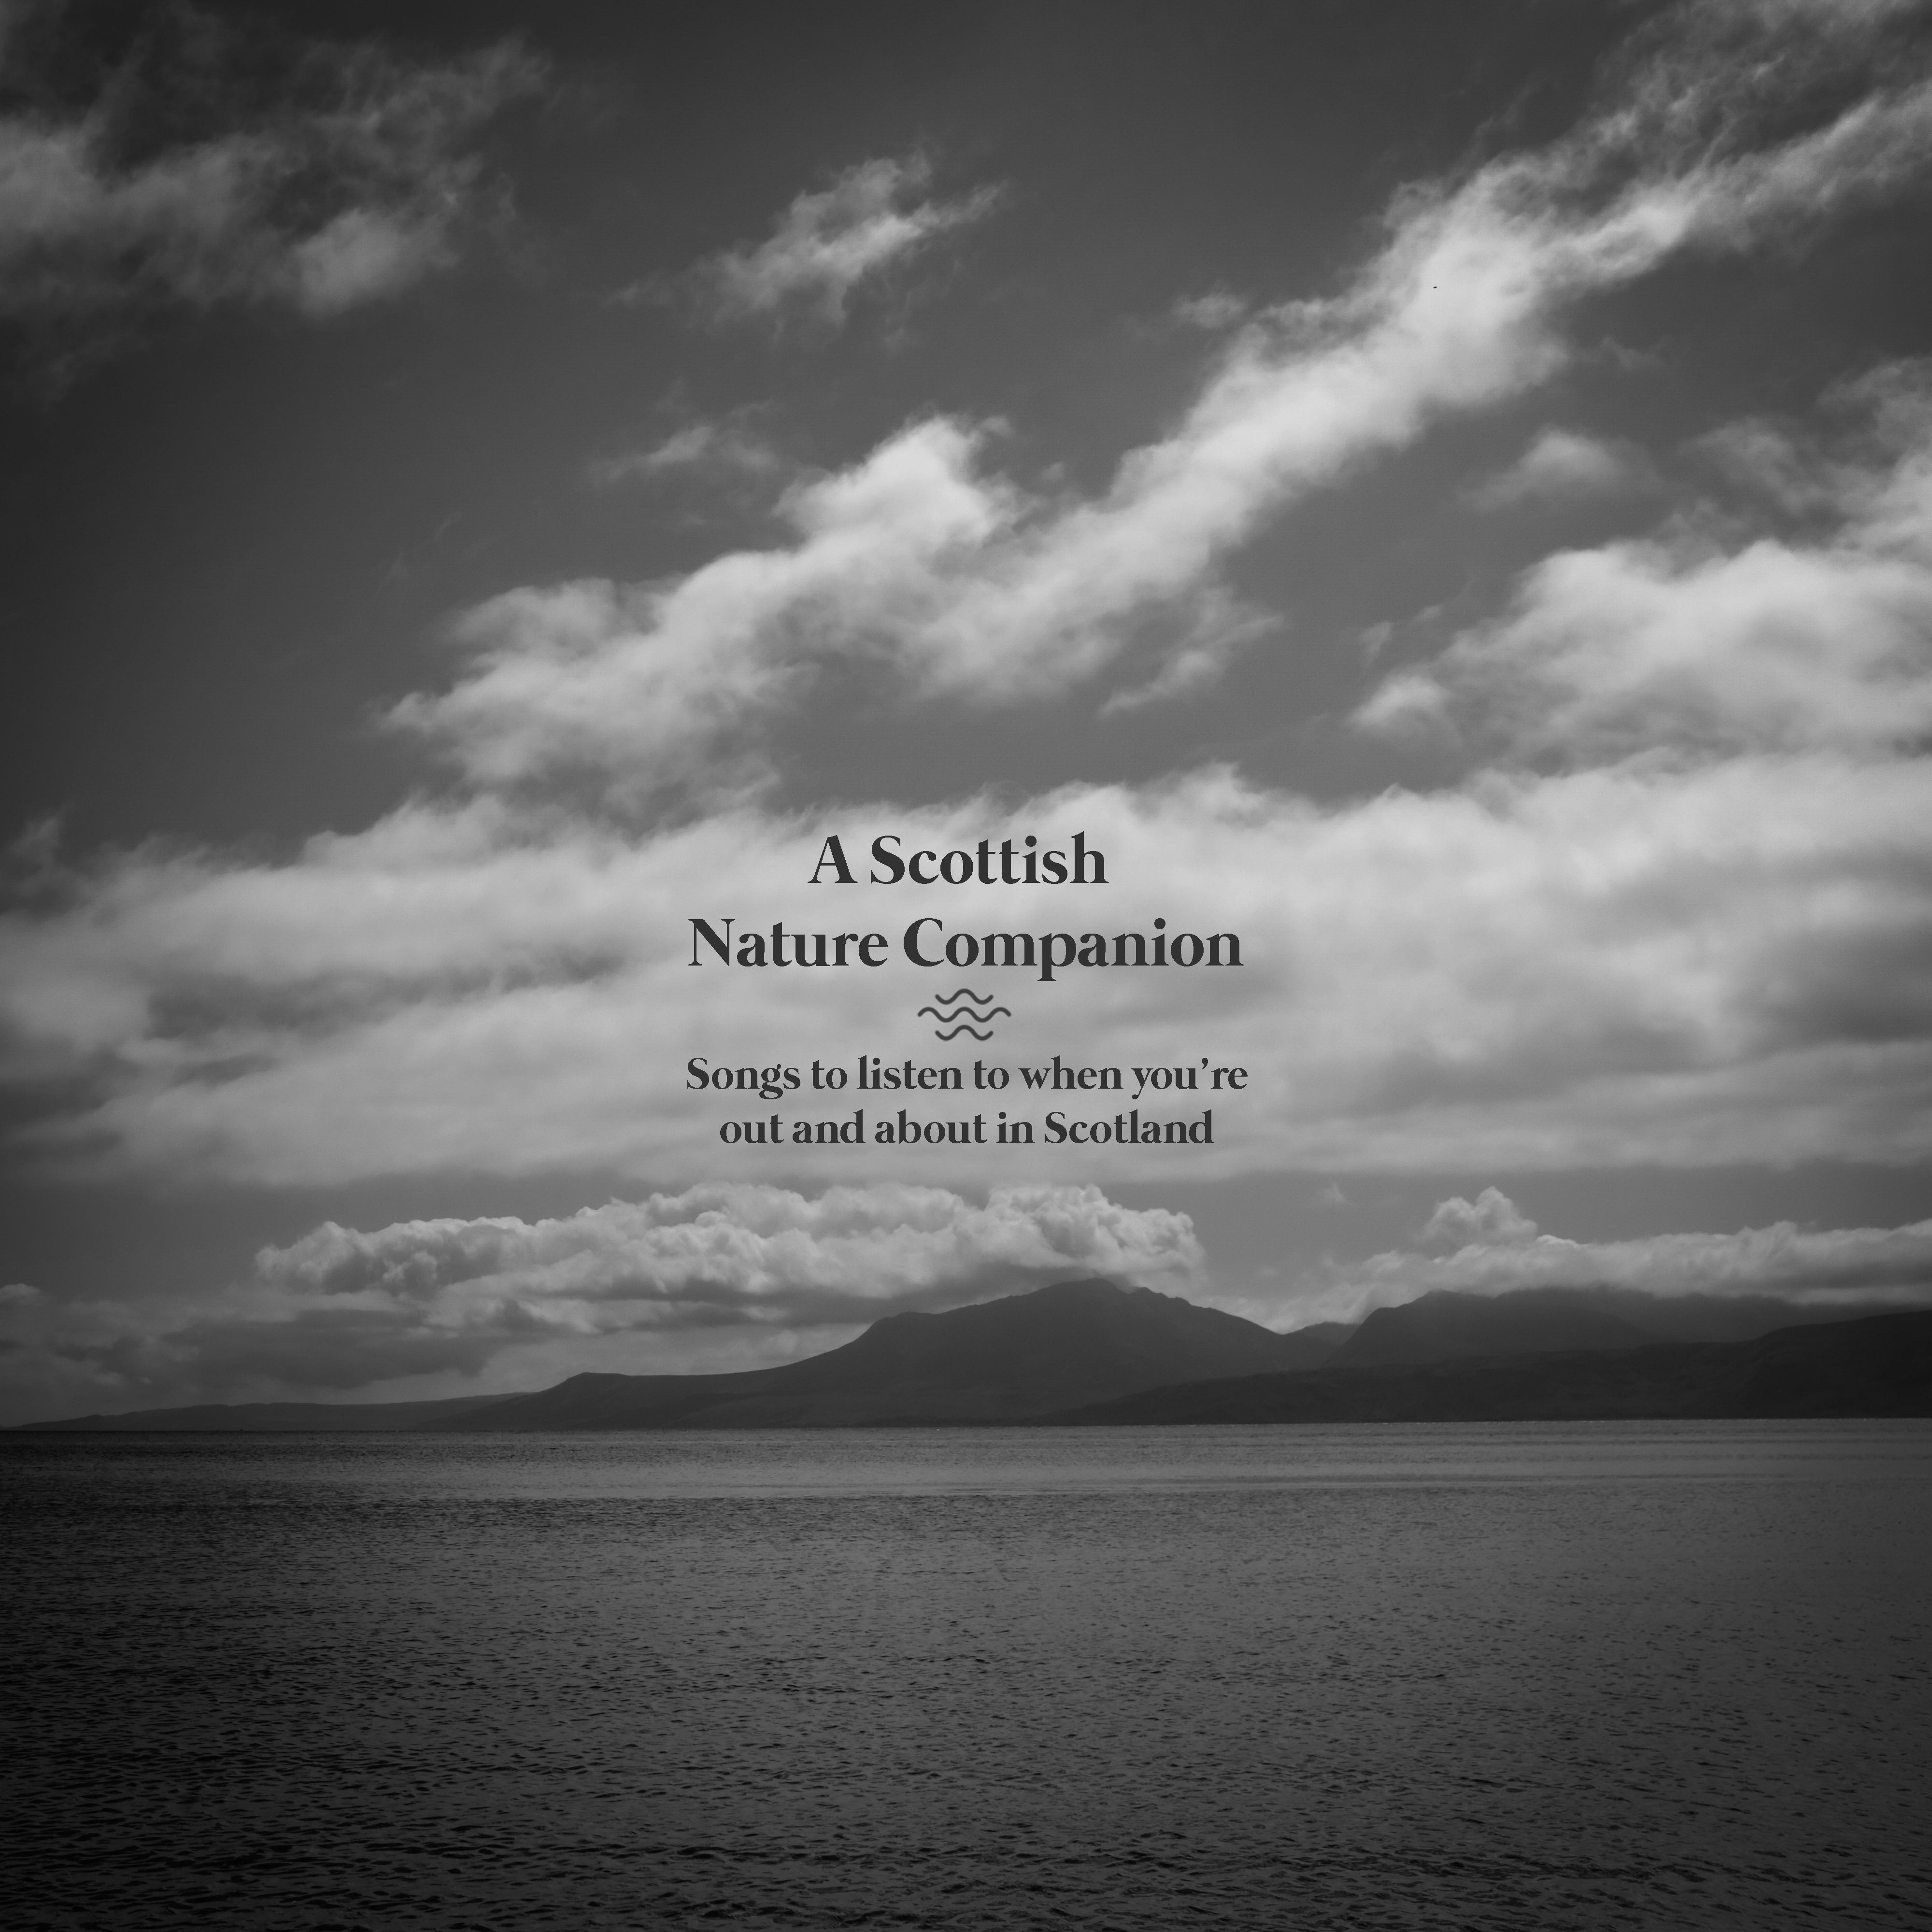 A Scottish
Nature Companion
Songs to listen to when you’re
out and about in Scotland